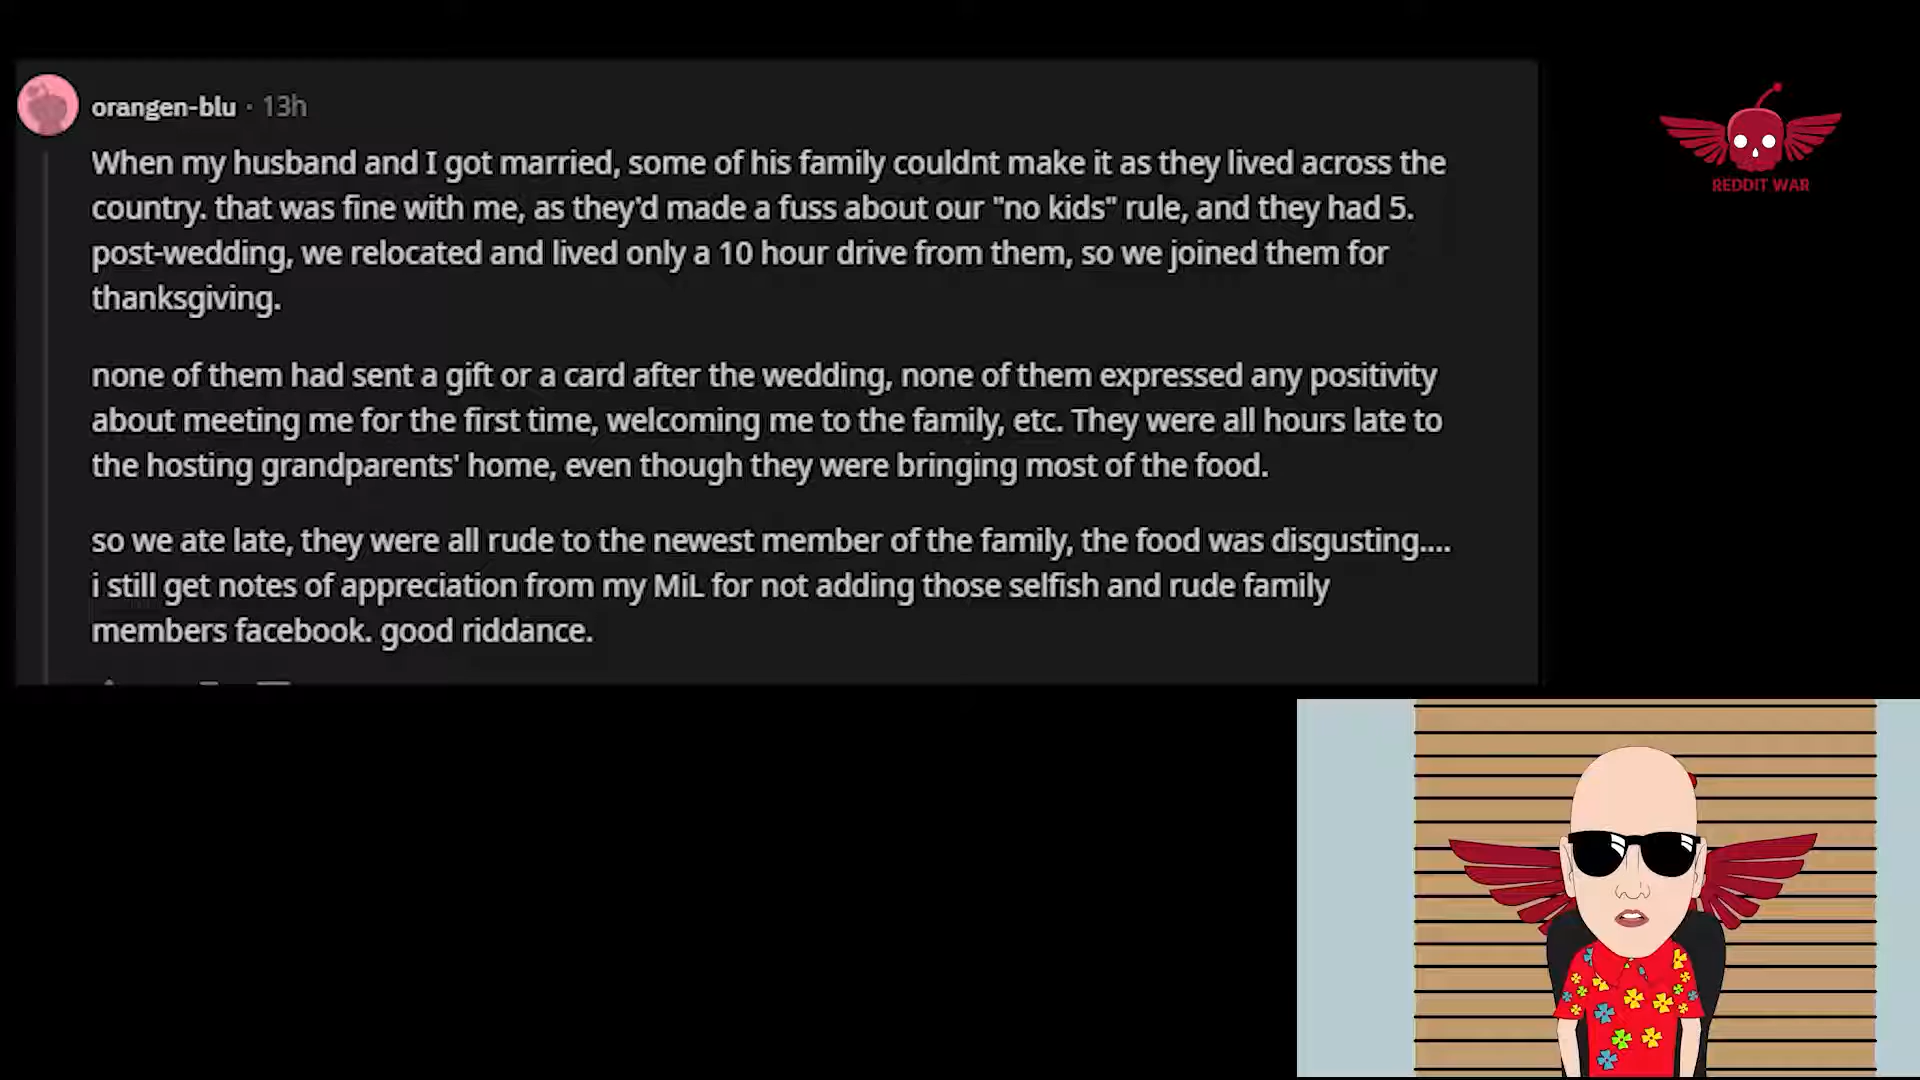 orangen-blu · 13h
When my husband and I got married, some of his family couldnt make it as they lived across the
country. that was fine with me, as they'd made a fuss about our "no kids" rule, and they had 5.
post-wedding, we relocated and lived only a 10 hour drive from them, so we joined them for
thanksgiving.
none of them had sent a gift or a card after the wedding, none of them expressed any positivity
about meeting me for the first time, welcoming me to the family, etc. They were all hours late to
the hosting grandparents' home, even though they were bringing most of the food.
so we ate late, they were all rude to the newest member of the family, the food was disgusting....
i still get notes of appreciation from my MiL for not adding those selfish and rude family
members facebook. good riddance.
REDDIT WAR